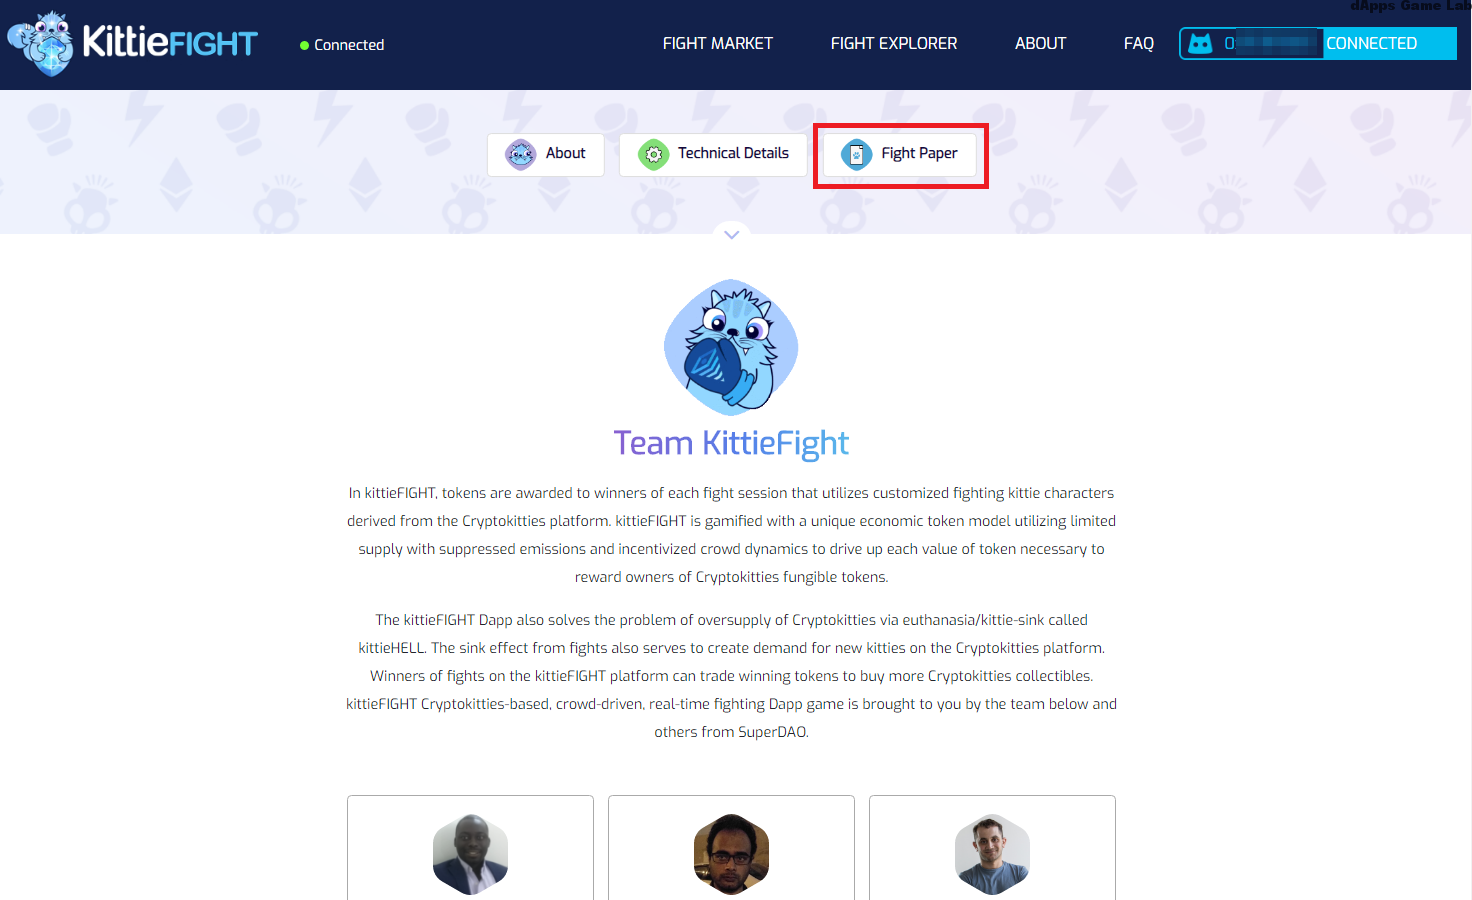 dApps Game Lab
KittieFIGHT
Connected
FIGHT MARKET
FIGHT EXPLORER
ABOUT
FAQ
CONNECTED
About
Technical Details
Fight Paper
Team KittieFight
In kittieFIGHT, tokens are awarded to winners of each fight session that utilizes customized fighting kittie characters
derived from the Cryptokitties platform. kittieFIGHT is gamified with a unique economic token model utilizing limited
supply with suppressed emissions and incentivized crowd dynamics to drive up each value of token necessary to
reward owners of Cryptokitties fungible tokens.
The kittieFIGHT Dapp also solves the problem of oversupply of Cryptokitties via euthanasia/kittie-sink called
kittieHELL. The sink effect from fights also serves to create demand for new kitties on the Cryptokitties platform.
Winners of fights on the kittieFIGHT platform can trade winning tokens to buy more Cryptokitties collectibles.
kittieFIGHT Cryptokitties-based, crowd-driven, real-time fighting Dapp game is brought to you by the team below and
others from SuperDAO.